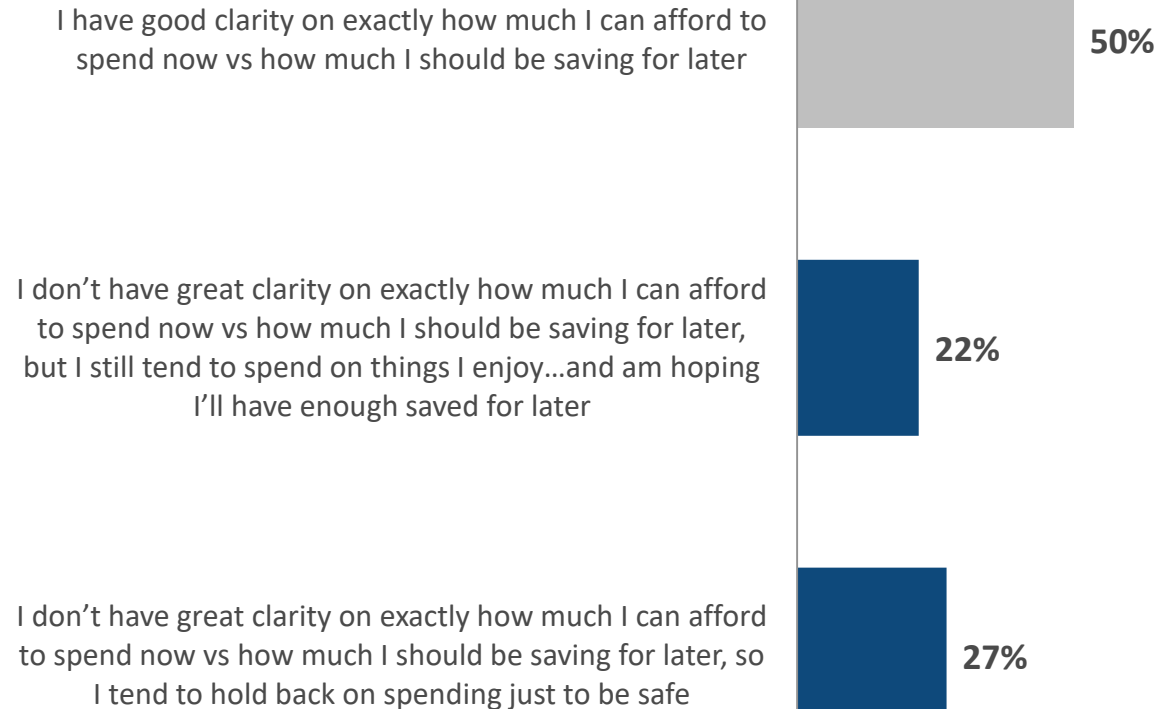 I have good clarity on exactly how much I can afford to
spend now vs how much I should be saving for later
50%
I don’t have great clarity on exactly how much I can afford
to spend now vs how much I should be saving for later,
but I still tend to spend on things I enjoy…and am hoping
I’ll have enough saved for later
22%
I don’t have great clarity on exactly how much I can afford
to spend now vs how much I should be saving for later, so
I tend to hold back on spending just to be safe
27%